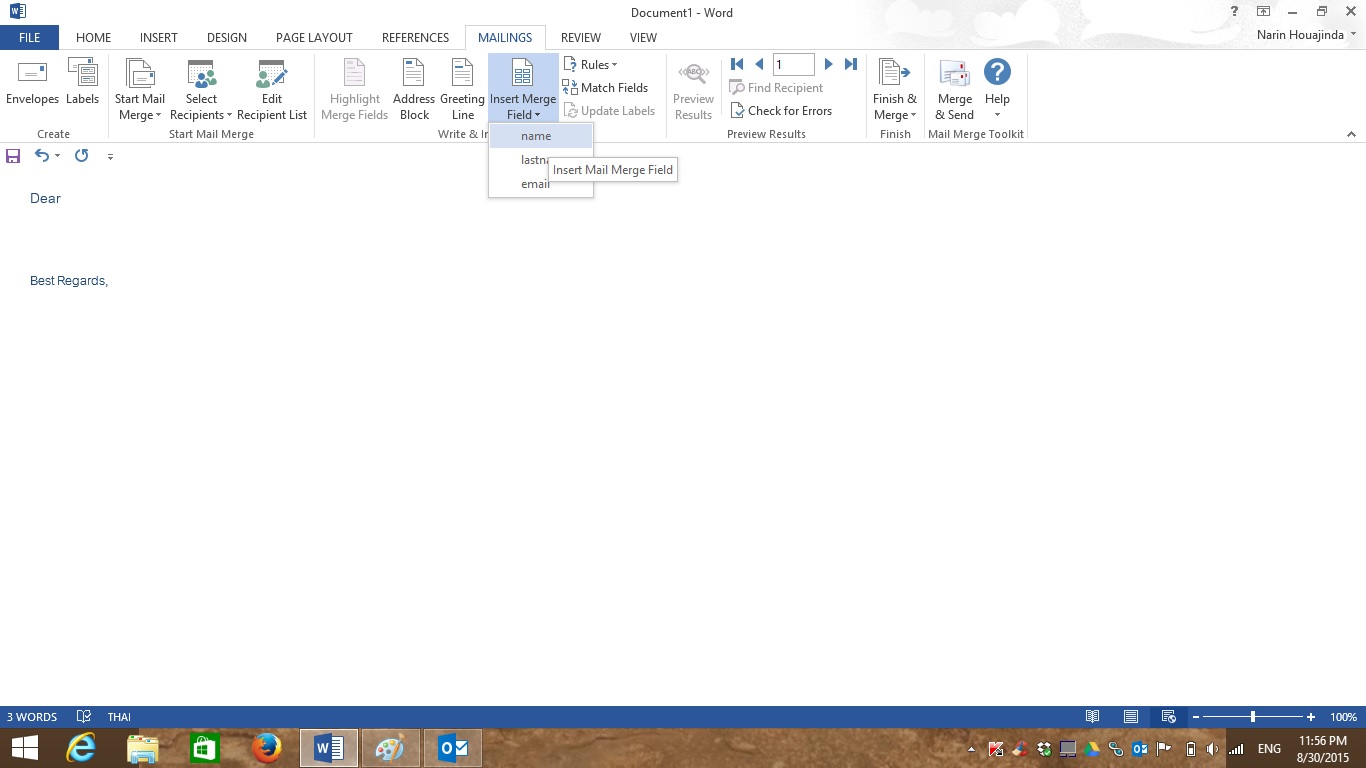 Document1 - Word
FILE HOME INSERT DESIGN PAGE LAYOUT REFERENCES MAILINGS REVIEW VIEW Narin Houajinda
Envelopes Labels
Create
Start Mail Merge
Select Recipients
Edit Recipient List
Start Mail Merge
Highlight Merge Fields
Address Block
Greeting Line
Insert Merge Field
Rules
Match Fields
Update Labels
Write & In
Preview Results
1
Find Recipient
Check for Errors
Preview Results
Finish & Merge
Finish
Merge & Send
Help
Mail Merge Toolkit
name
lastna
email
Insert Mail Merge Field
Dear
Best Regards,
3 WORDS THAI 100%
ENG 11:56 PM
8/30/2015